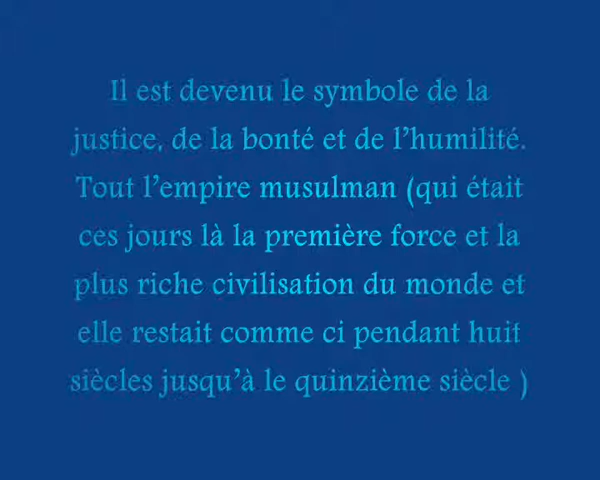 Il est devenu le symbole de la
justice, de la bonté et de l’humilité.
Tout l’empire musulman (qui était
ces jours là la première force et la
plus riche civilisation du monde et
elle restait comme ci pendant huit
siècles jusqu’à le quinzième siècle )